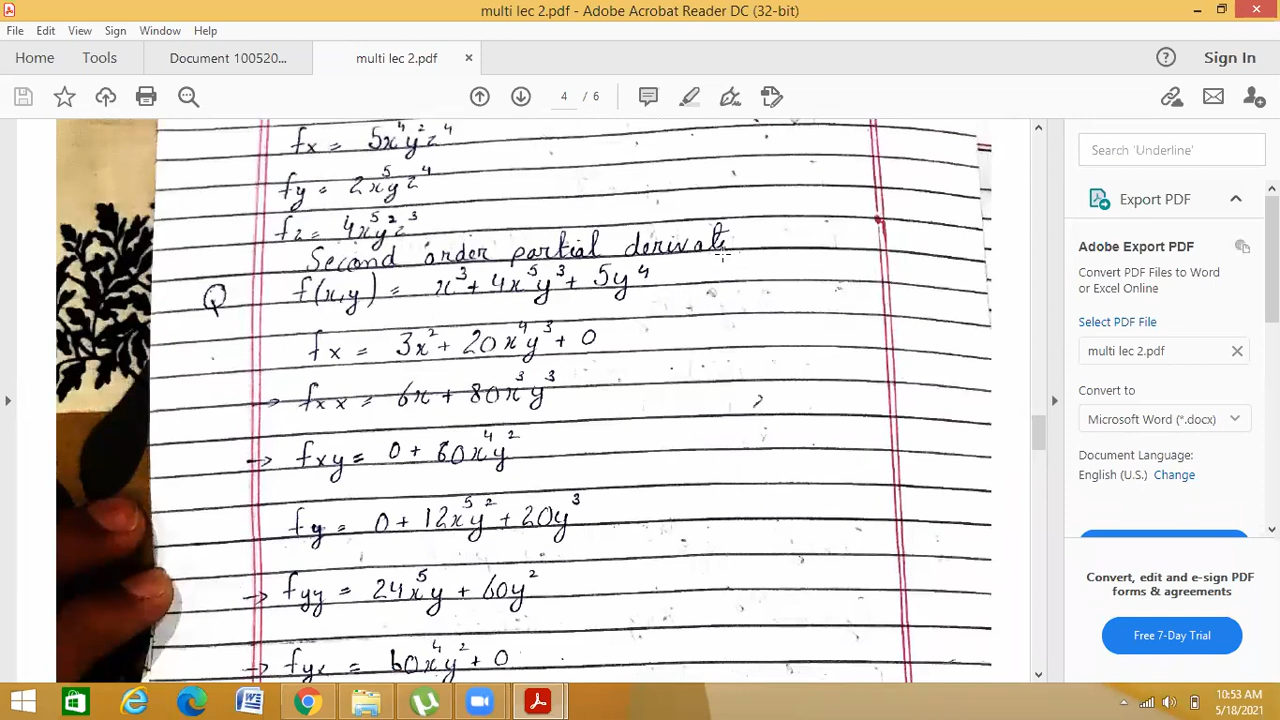 multi lec 2.pdf - Adobe Acrobat Reader DC (32-bit)
File Edit View Sign Window Help
Home Tools Document 100520... multi lec 2.pdf × Sign In
4 / 6
fx = 5x⁴y²z⁴
fy = 2x⁵yz⁴
fz = 4x⁵y²z³
Second order partial derivati
Q f(x,y) = x³ + 4x⁵y³ + 5y⁴
fx = 3x² + 20x⁴y³ + 0
→ fxx = 6x + 80x³y³
→ fxy = 0 + 60x⁴y²
fy = 0 + 12x⁵y² + 20y³
→ fyy = 24x⁵y + 60y²
→ fyx = 60x⁴y² + 0
Search 'Underline'
Export PDF
Adobe Export PDF
Convert PDF Files to Word
or Excel Online
Select PDF File
multi lec 2.pdf
Convert to
Microsoft Word (*.docx)
Document Language:
English (U.S.) Change
Convert, edit and e-sign PDF
forms & agreements
Free 7-Day Trial
10:53 AM
5/18/2021